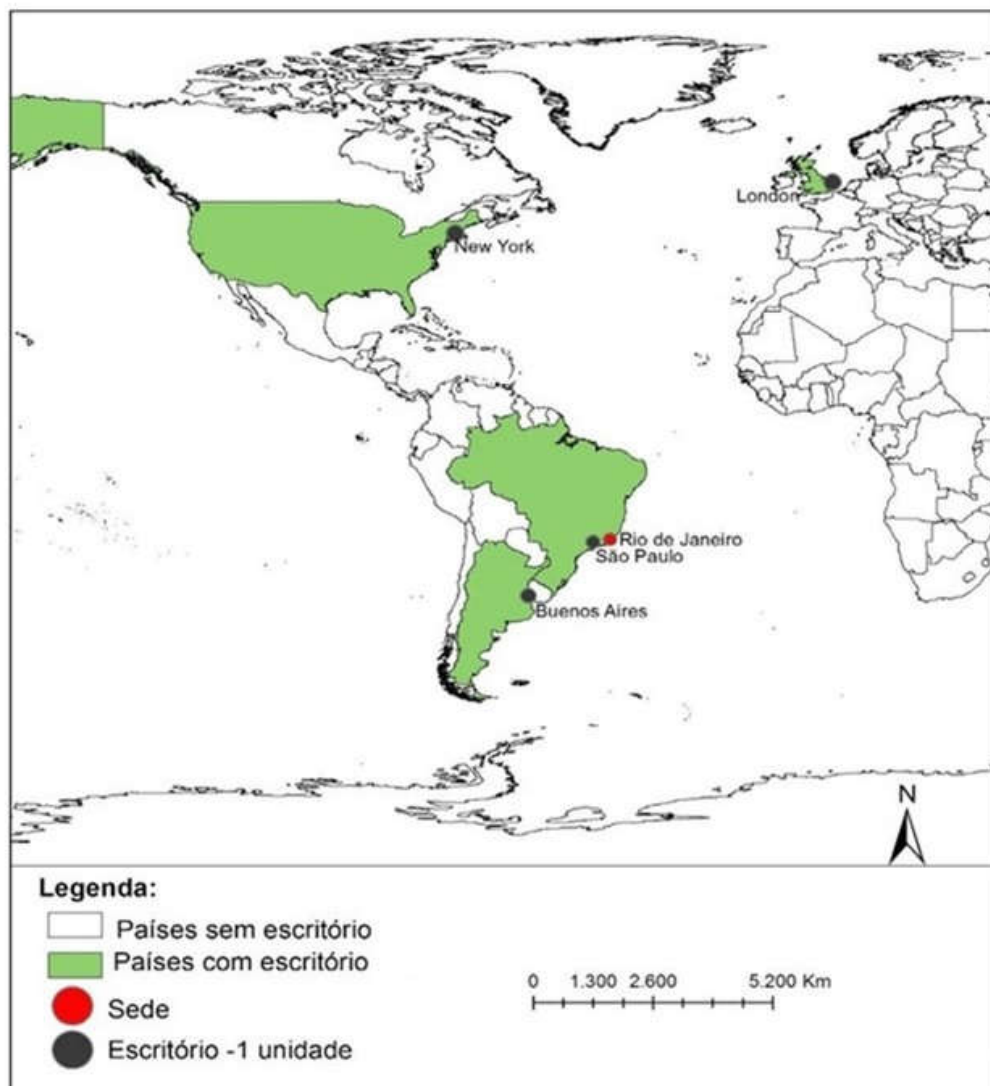 London
New York
Rio de Janeiro
São Paulo
Buenos Aires
N
Legenda:
Países sem escritório
Países com escritório
Sede
Escritório -1 unidade
0 1.300 2.600 5.200 Km